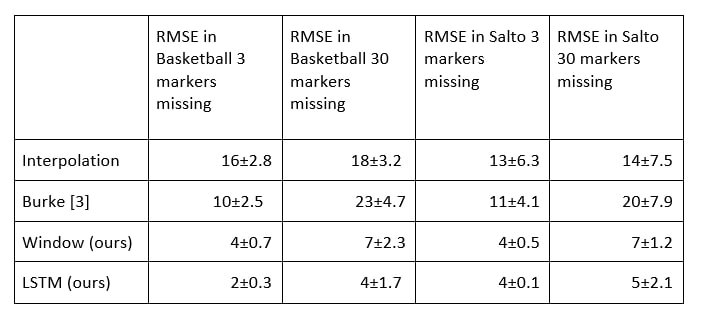 RMSE in Basketball 3 markers missing
RMSE in Basketball 30 markers missing
RMSE in Salto 3 markers missing
RMSE in Salto 30 markers missing
Interpolation 16±2.8 18±3.2 13±6.3 14±7.5
Burke [3] 10±2.5 23±4.7 11±4.1 20±7.9
Window (ours) 4±0.7 7±2.3 4±0.5 7±1.2
LSTM (ours) 2±0.3 4±1.7 4±0.1 5±2.1